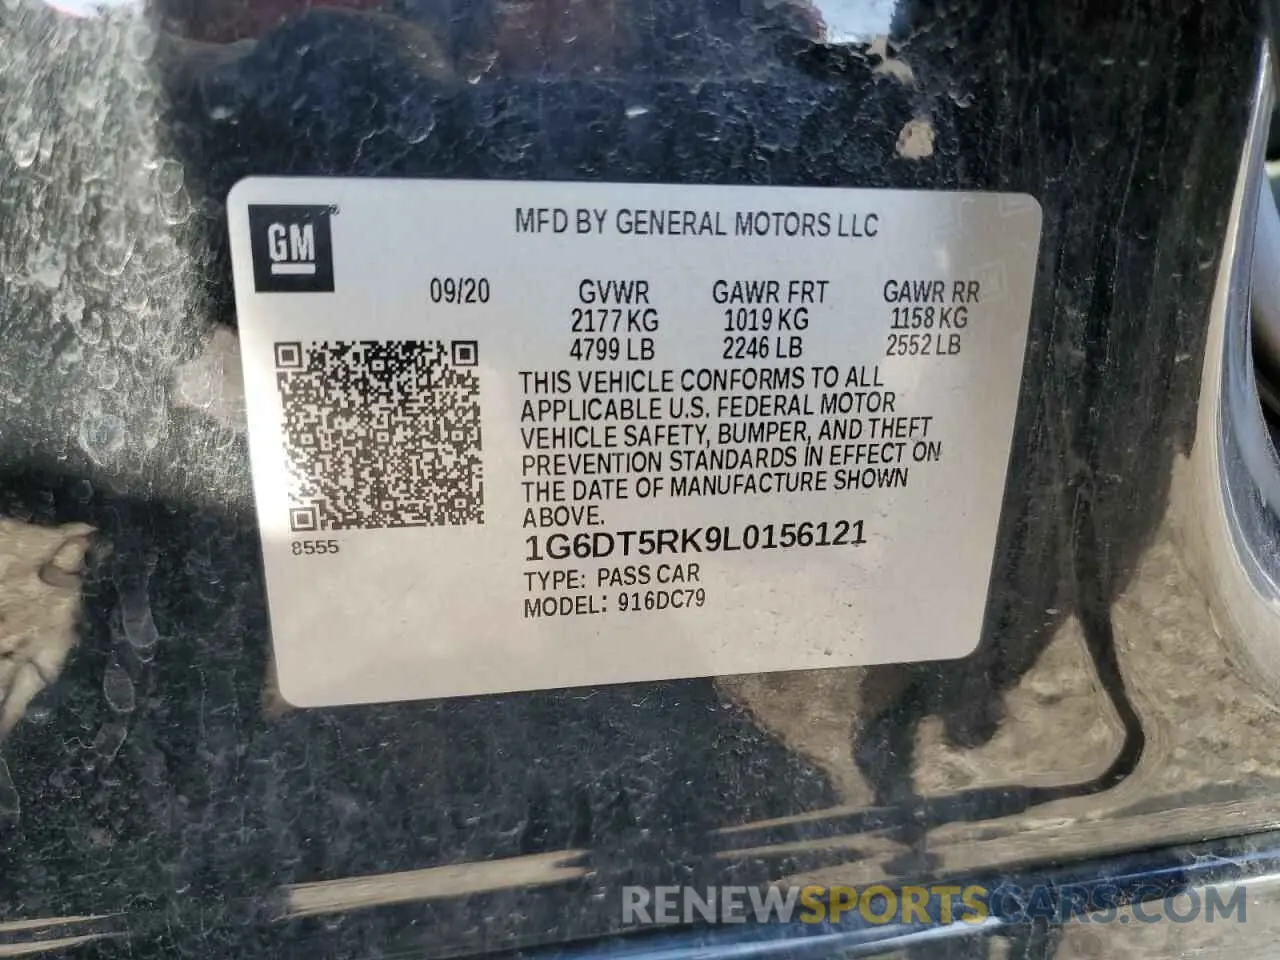 GM
MFD BY GENERAL MOTORS LLC
09/20
GVWR GAWR FRT GAWR RR
2177 KG 1019 KG 1158 KG
4799 LB 2246 LB 2552 LB
THIS VEHICLE CONFORMS TO ALL
APPLICABLE U.S. FEDERAL MOTOR
VEHICLE SAFETY, BUMPER, AND THEFT
PREVENTION STANDARDS IN EFFECT ON
THE DATE OF MANUFACTURE SHOWN
ABOVE.
8555
1G6DT5RK9L0156121
TYPE: PASS CAR
MODEL: 916DC79
RENEWSPORTSCARS.COM